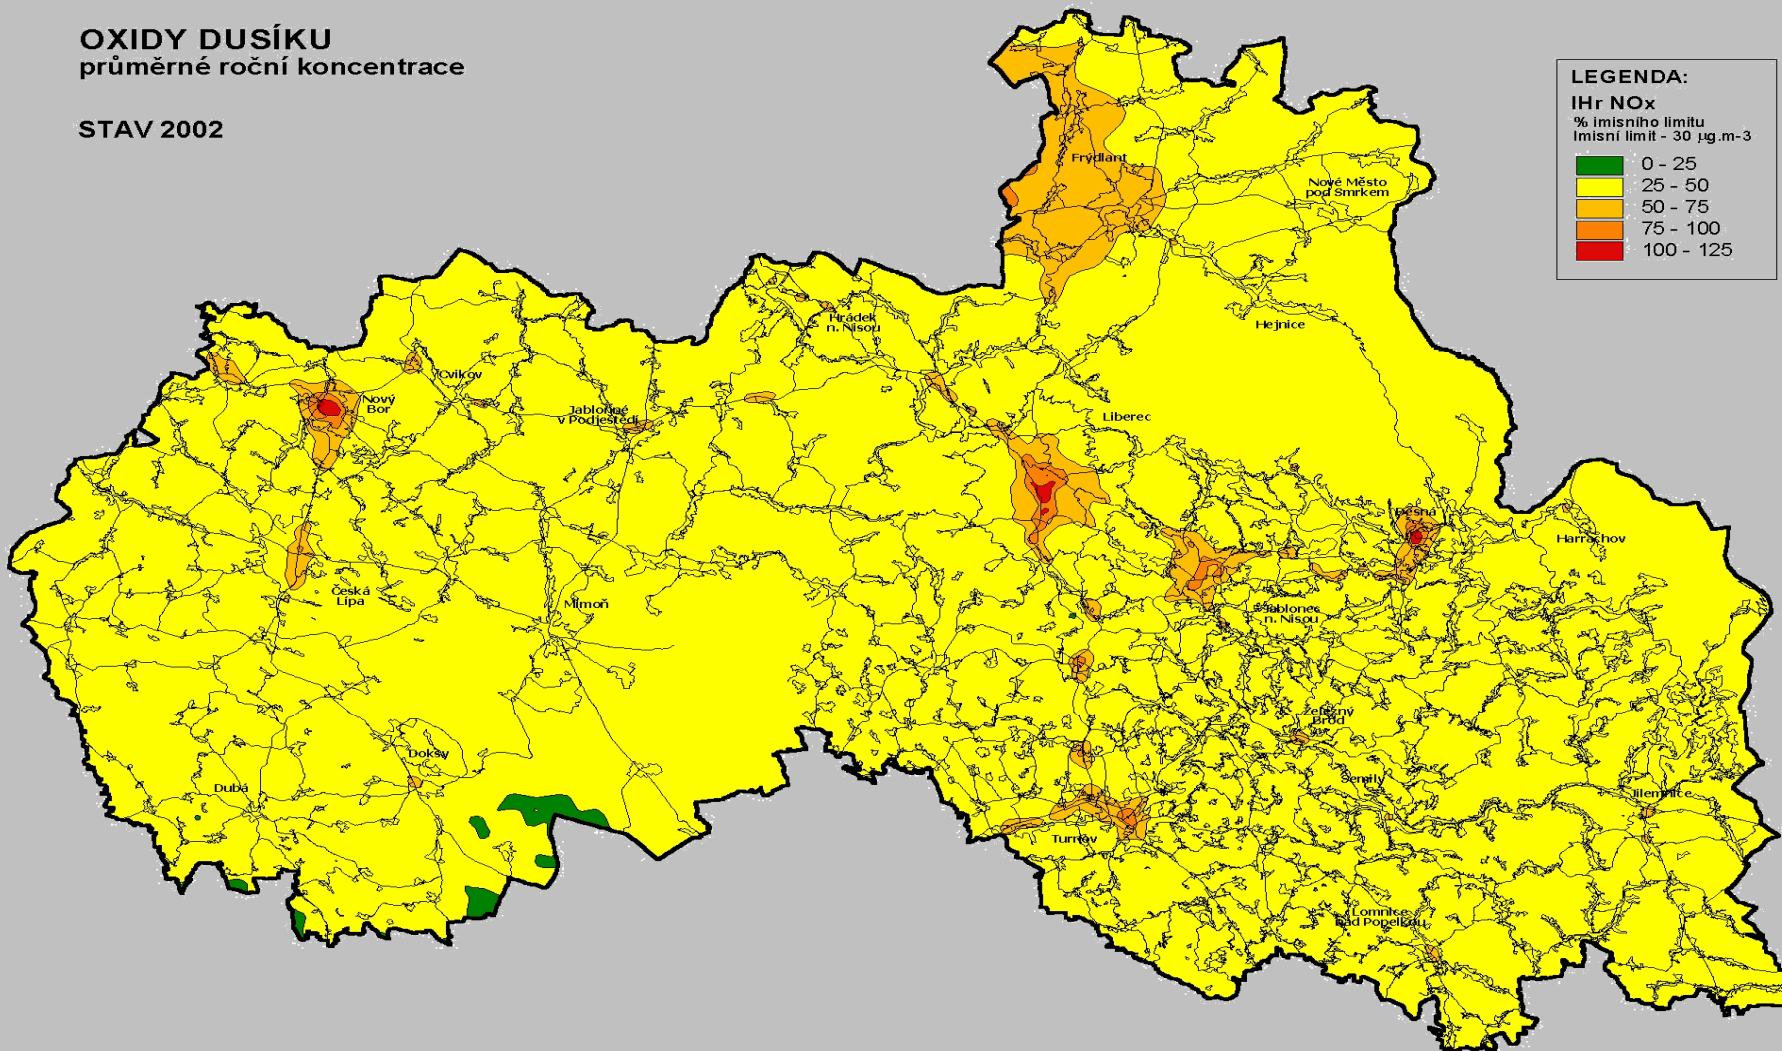 OXIDY DUSÍKU
průměrné roční koncentrace
STAV 2002
LEGENDA:
IHr NOx
% imisního limitu
Imisní limit - 30 µg.m-3
0 - 25
25 - 50
50 - 75
75 - 100
100 - 125
Frýdlant
Nové Město
pod Smrkem
Hrádek
n. Nisou
Hejnice
Cvikov
Nový
Bor
Jablonné
v Podještědí
Liberec
Desná
Harrachov
Česká
Lípa
Mimoň
Jablonec
n. Nisou
Železný
Brod
Doksy
Semily
Dubá
Jilemnice
Turnov
Lomnice
nad Popelkou